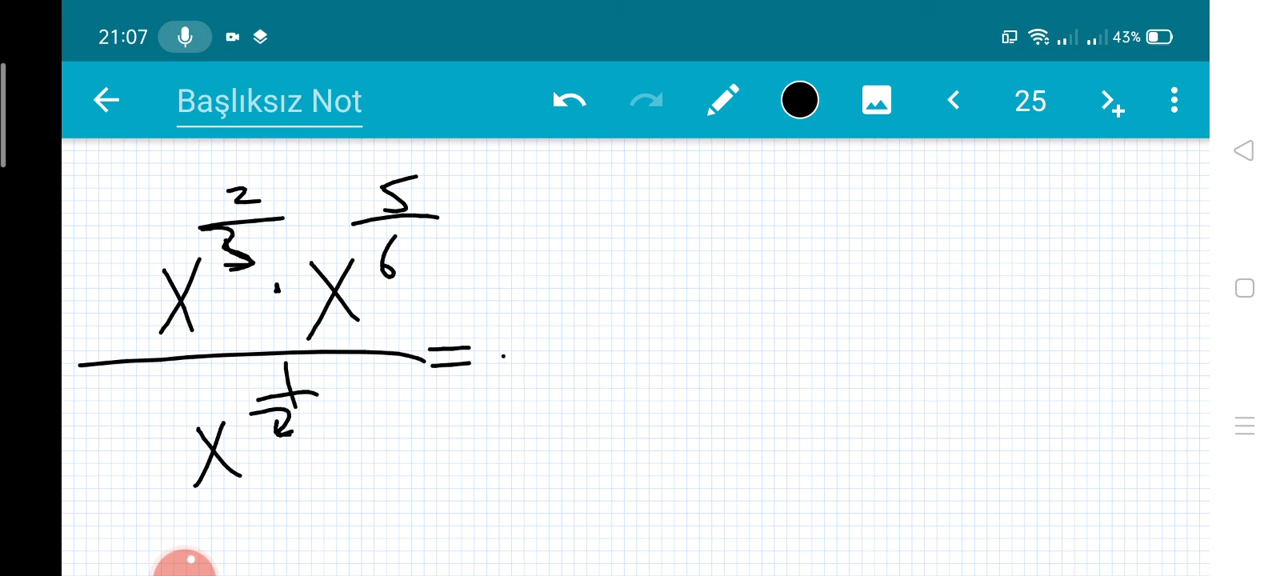 21:07 43%
Başlıksız Not 25
x^(2/3) · x^(5/6)
=
x^(1/2)